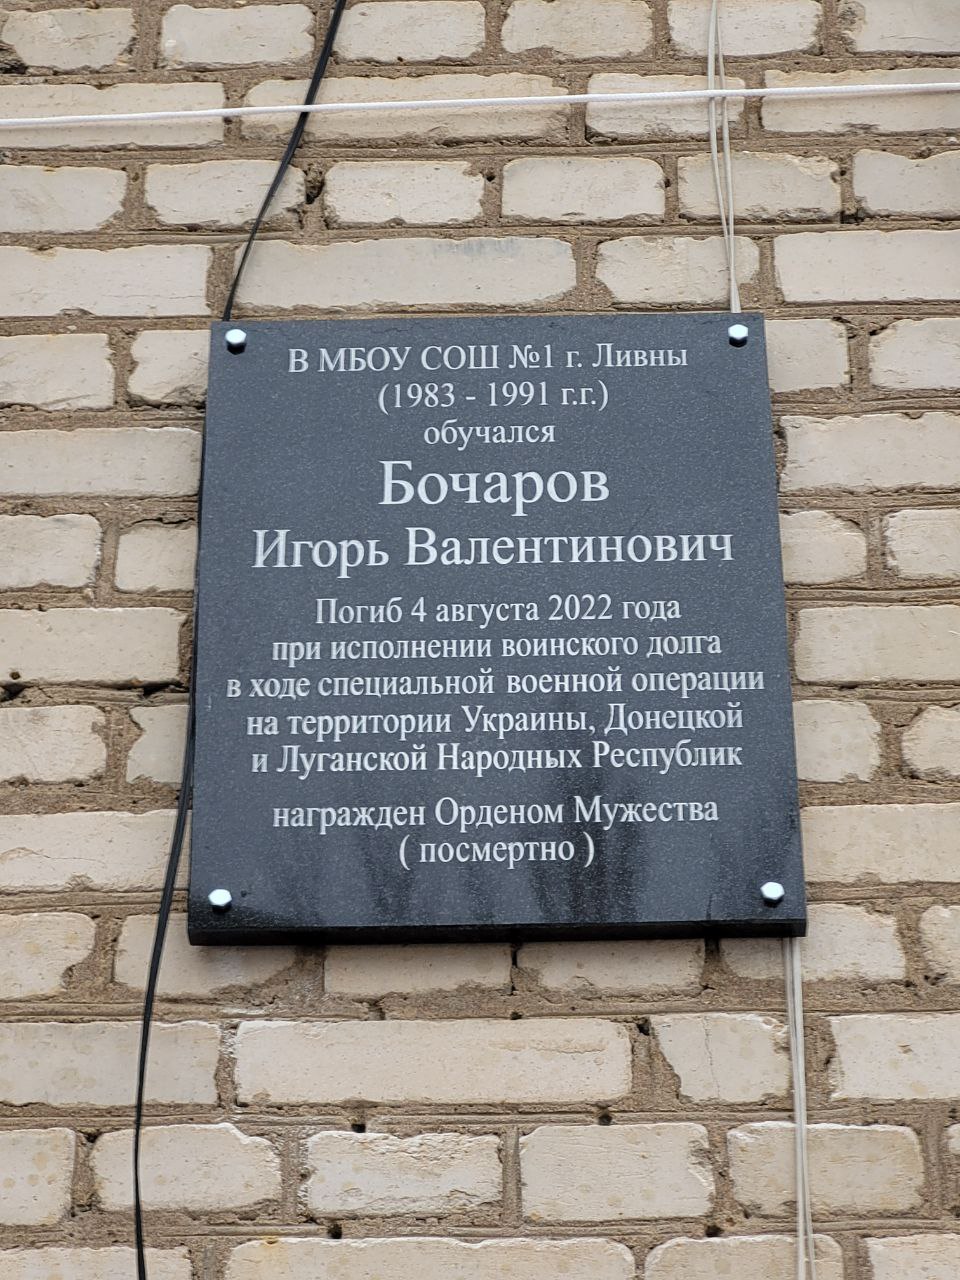 В МБОУ СОШ №1 г. Ливны
(1983 - 1991 г.г.)
обучался
Бочаров
Игорь Валентинович
Погиб 4 августа 2022 года
при исполнении воинского долга
в ходе специальной военной операции
на территории Украины, Донецкой
и Луганской Народных Республик
награжден Орденом Мужества
( посмертно )